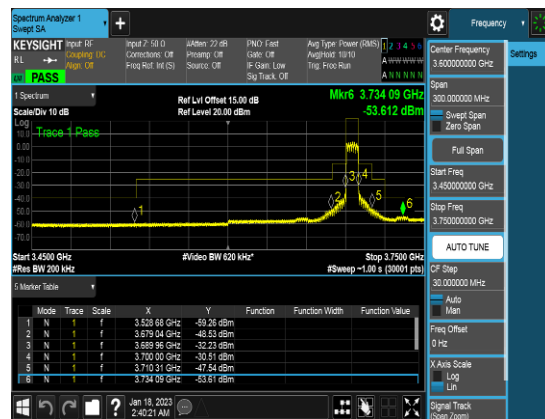 Spectrum Analyzer 1
Swept SA
+
Frequency
KEYSIGHT
Input: RF
Coupling: DC
Align: Off
Input Z: 50 Ω
Corrections: Off
Freq Ref: Int (S)
#Atten: 22 dB
Preamp: Off
Source: Off
PNO: Fast
Gate: Off
IF Gain: Low
Sig Track: Off
Avg Type: Power (RMS)
Avg|Hold: 10/10
Trig: Free Run
1 2 3 4 5 6
A W W W W W
A N N N N N
RL
PASS
Center Frequency
3.600000000 GHz
Settings
Span
300.000000 MHz
Swept Span
Zero Span
Full Span
Start Freq
3.450000000 GHz
Stop Freq
3.750000000 GHz
AUTO TUNE
CF Step
30.000000 MHz
Auto
Man
Freq Offset
0 Hz
X Axis Scale
Log
Lin
Signal Track
(Span Zoom)
1 Spectrum
Scale/Div 10 dB
Ref Lvl Offset 15.00 dB
Ref Level 20.00 dBm
Mkr6 3.734 09 GHz
-53.612 dBm
Log
Trace 1 Pass
10.0
0.00
-10.0
-20.0
-30.0
-40.0
-50.0
-60.0
-70.0
1
2
3
4
5
6
Start 3.4500 GHz
#Video BW 620 kHz*
Stop 3.7500 GHz
#Res BW 200 kHz
#Sweep ~1.00 s (30001 pts)
5 Marker Table
Mode Trace Scale X Y Function Function Width Function Value
1 N 1 f 3.528 68 GHz -59.26 dBm
2 N 1 f 3.679 04 GHz -48.53 dBm
3 N 1 f 3.689 96 GHz -32.23 dBm
4 N 1 f 3.700 00 GHz -30.51 dBm
5 N 1 f 3.710 31 GHz -47.54 dBm
6 N 1 f 3.734 09 GHz -53.61 dBm
?
Jan 18, 2023
2:40:21 AM